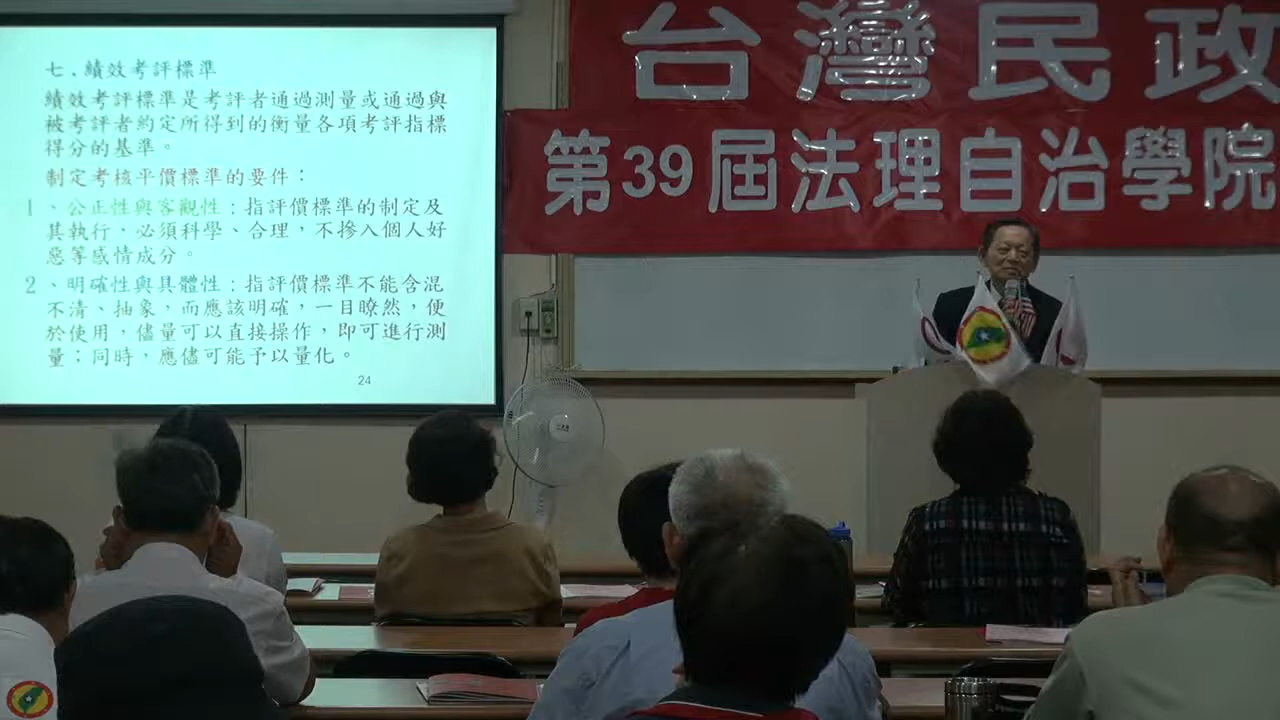 七、績效考評標準
績效考評標準是考評者通過測量或通過與
被考評者約定所得到的衡量各項考評指標
得分的基準。
制定考核平價標準的要件：
1、公正性與客觀性：指評價標準的制定及
其執行，必須科學、合理，不摻入個人好
惡等感情成分。
2、明確性與具體性：指評價標準不能含混
不清、抽象，而應該明確，一目瞭然，便
於使用，儘量可以直接操作，即可進行測
量；同時，應儘可能予以量化。
24
台灣民政
第39屆法理自治學院